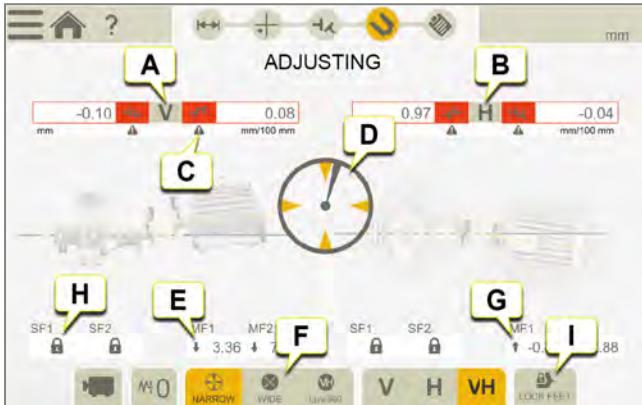 ?
mm
ADJUSTING
A
B
-0.10 V 0.08
0.97 H -0.04
mm mm/100 mm
mm/100 mm
C
D
H
E
G
SF1 SF2 MF1 MF2
SF1 SF2 MF1
3.36
.88
F
I
0 NARROW WIDE V H VH LOCK FEET